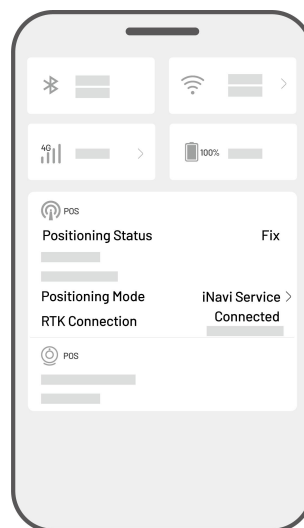 4G
100%
POS
Positioning Status Fix
Positioning Mode iNavi Service >
RTK Connection Connected
POS